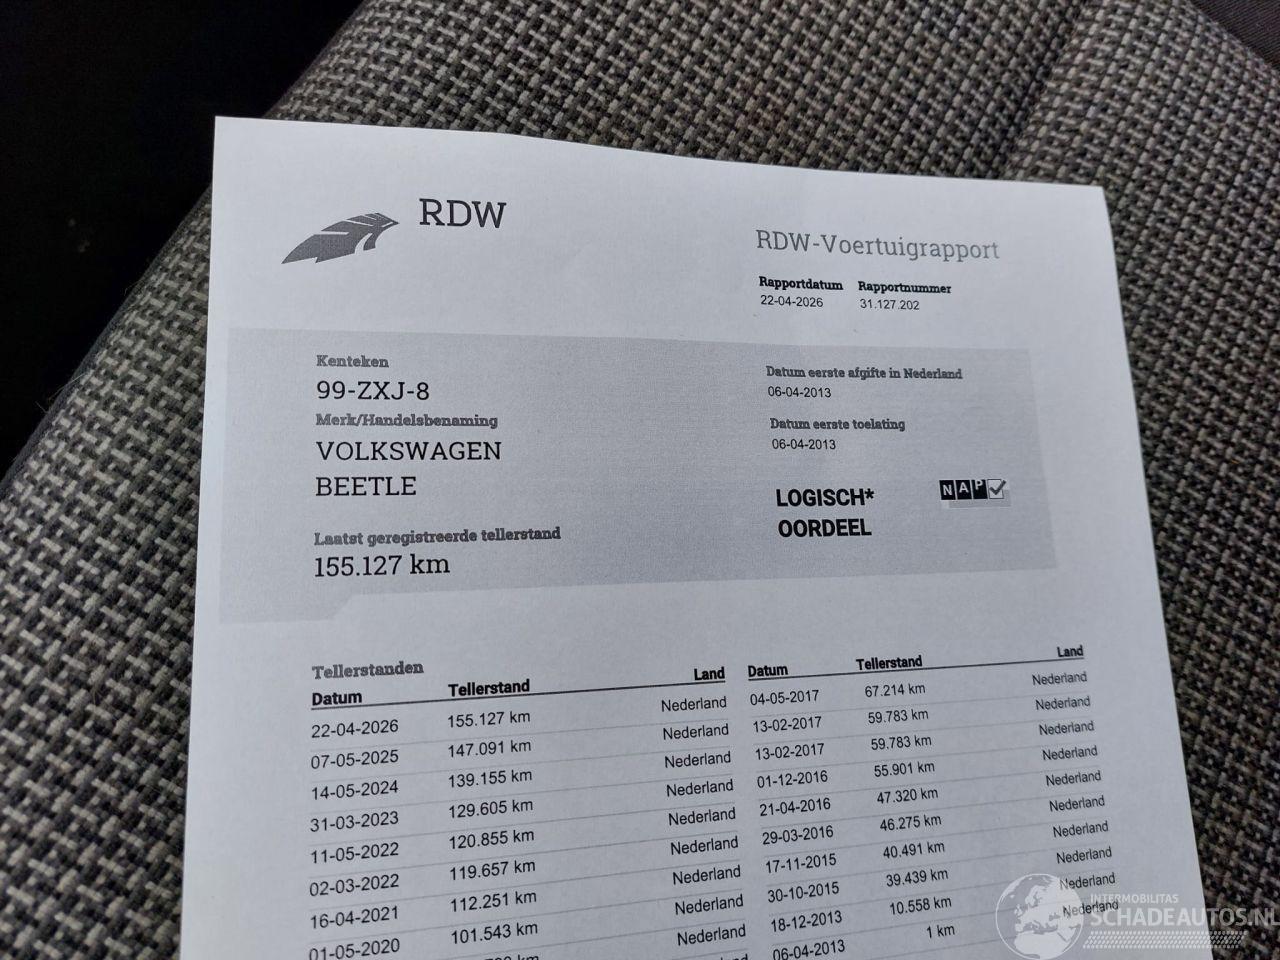 RDW
RDW-Voertuigrapport
Rapportdatum Rapportnummer
22-04-2026 31.127.202
Kenteken
99-ZXJ-8
Merk/Handelsbenaming
VOLKSWAGEN
BEETLE
Laatst geregistreerde tellerstand
155.127 km
Datum eerste afgifte in Nederland
06-04-2013
Datum eerste toelating
06-04-2013
LOGISCH*
OORDEEL
NAP
Tellerstanden
Datum Tellerstand Land
22-04-2026 155.127 km Nederland
07-05-2025 147.091 km Nederland
14-05-2024 139.155 km Nederland
31-03-2023 129.605 km Nederland
11-05-2022 120.855 km Nederland
02-03-2022 119.657 km Nederland
16-04-2021 112.251 km Nederland
01-05-2020 101.543 km Nederland
km
Datum Tellerstand Land
04-05-2017 67.214 km Nederland
13-02-2017 59.783 km Nederland
13-02-2017 59.783 km Nederland
01-12-2016 55.901 km Nederland
21-04-2016 47.320 km Nederland
29-03-2016 46.275 km Nederland
17-11-2015 40.491 km Nederland
30-10-2015 39.439 km Nederland
18-12-2013 10.558 km Nederland
06-04-2013 1 km Nederland
INTERMOBILITAS
SCHADEAUTOS.NL